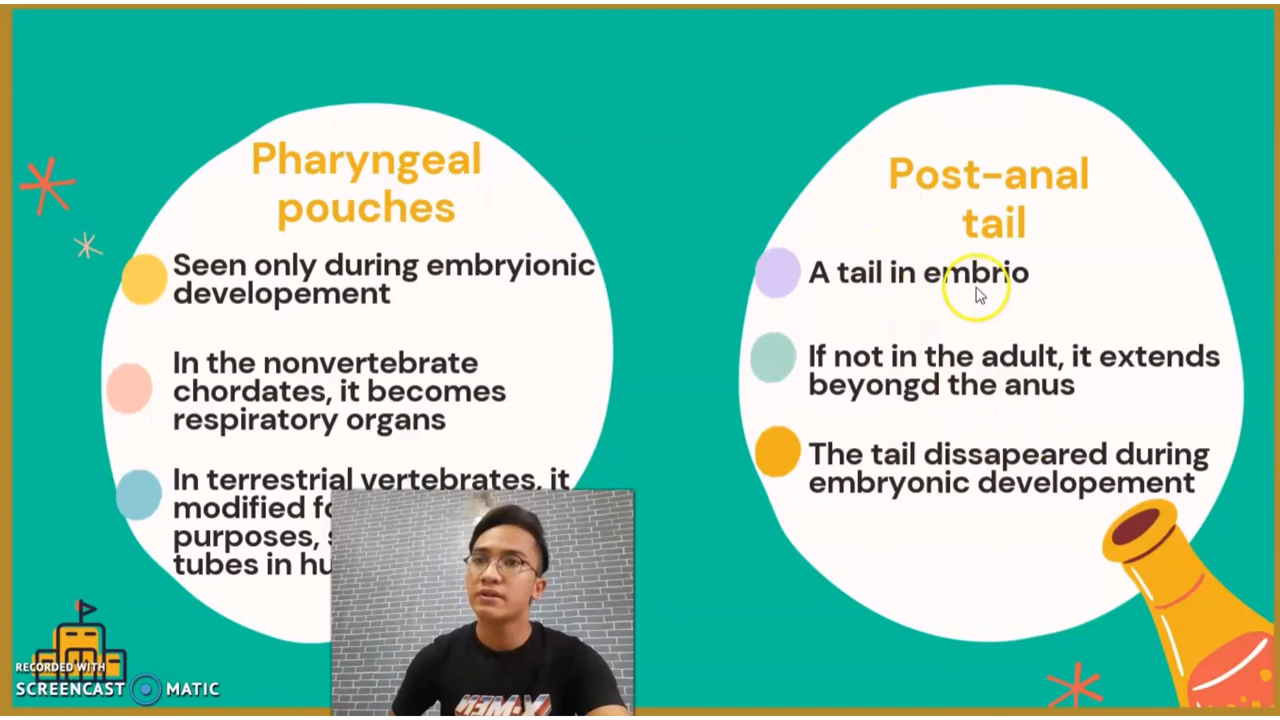 Pharyngeal
pouches
Seen only during embryionic
developement
In the nonvertebrate
chordates, it becomes
respiratory organs
In terrestrial vertebrates, it
modified
purposes,
tubes in
Post-anal
tail
A tail in embrio
If not in the adult, it extends
beyongd the anus
The tail dissapeared during
embryonic developement
RECORDED WITH
SCREENCAST MATIC
X-MEN